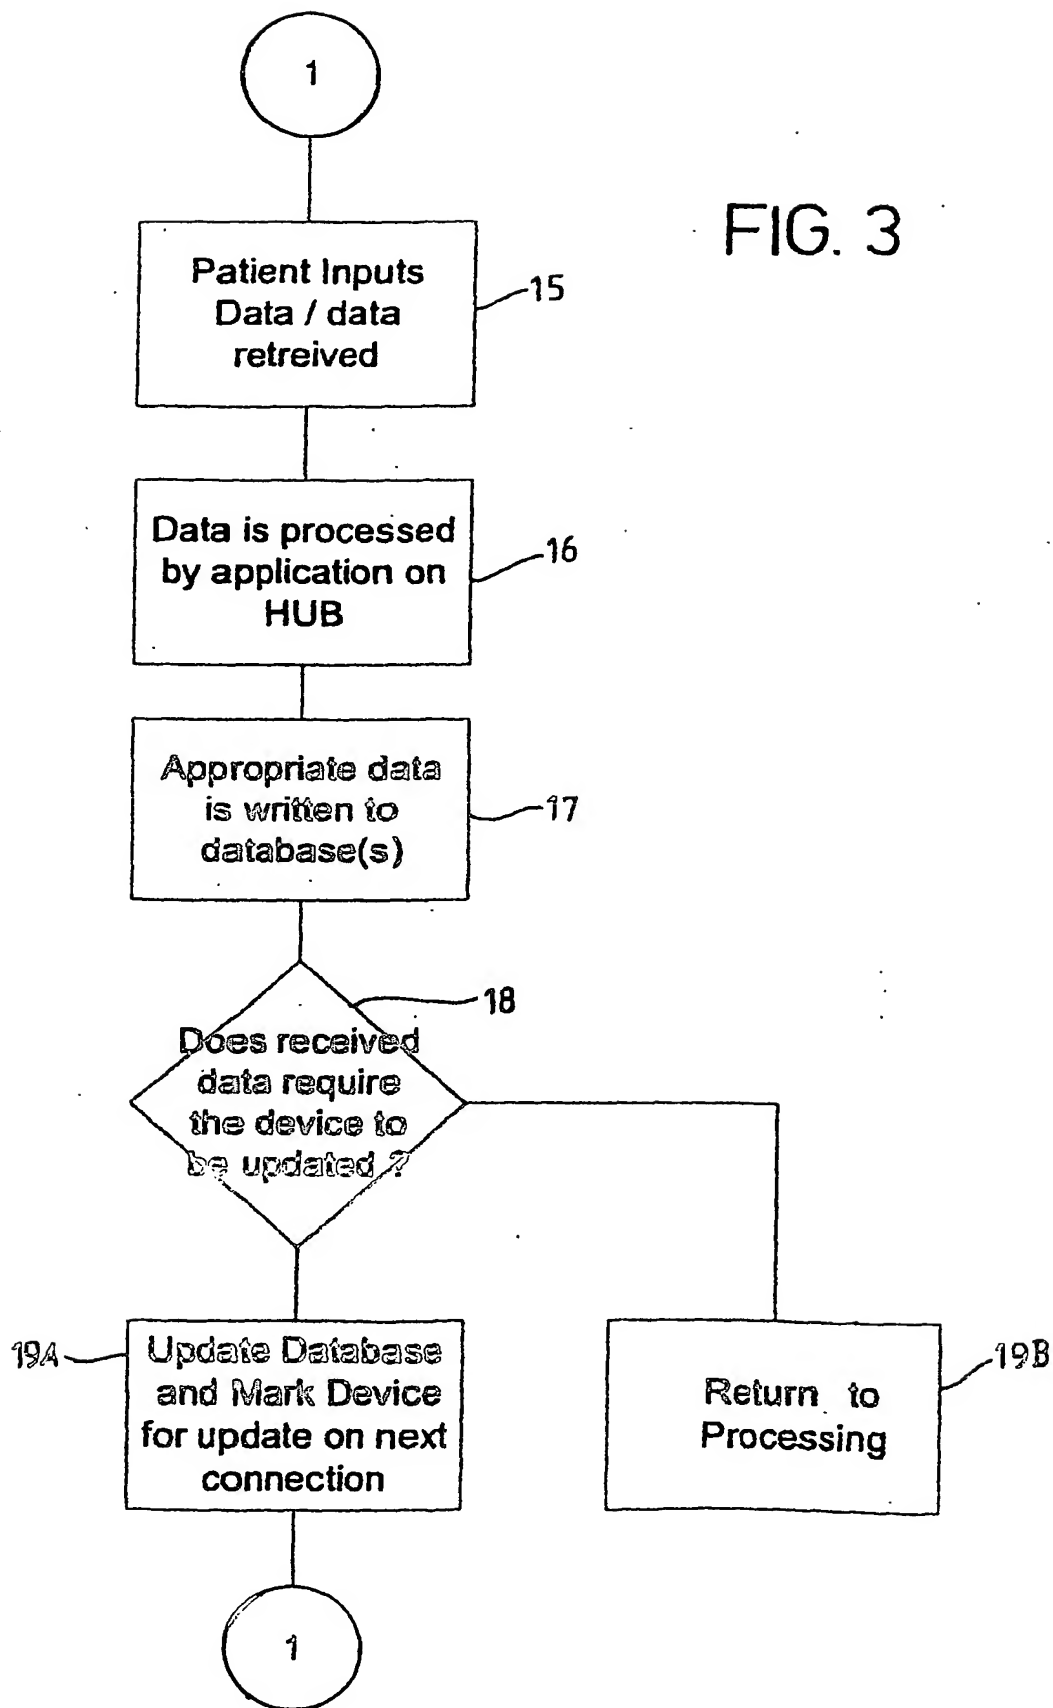 1
FIG. 3
Patient Inputs
Data / data
retreived
15
Data is processed
by application on
HUB
16
Appropriate data
is written to
database(s)
17
18
Does received
data require
the device to
be updated ?
19A
Update Database
and Mark Device
for update on next
connection
19B
Return to
Processing
1